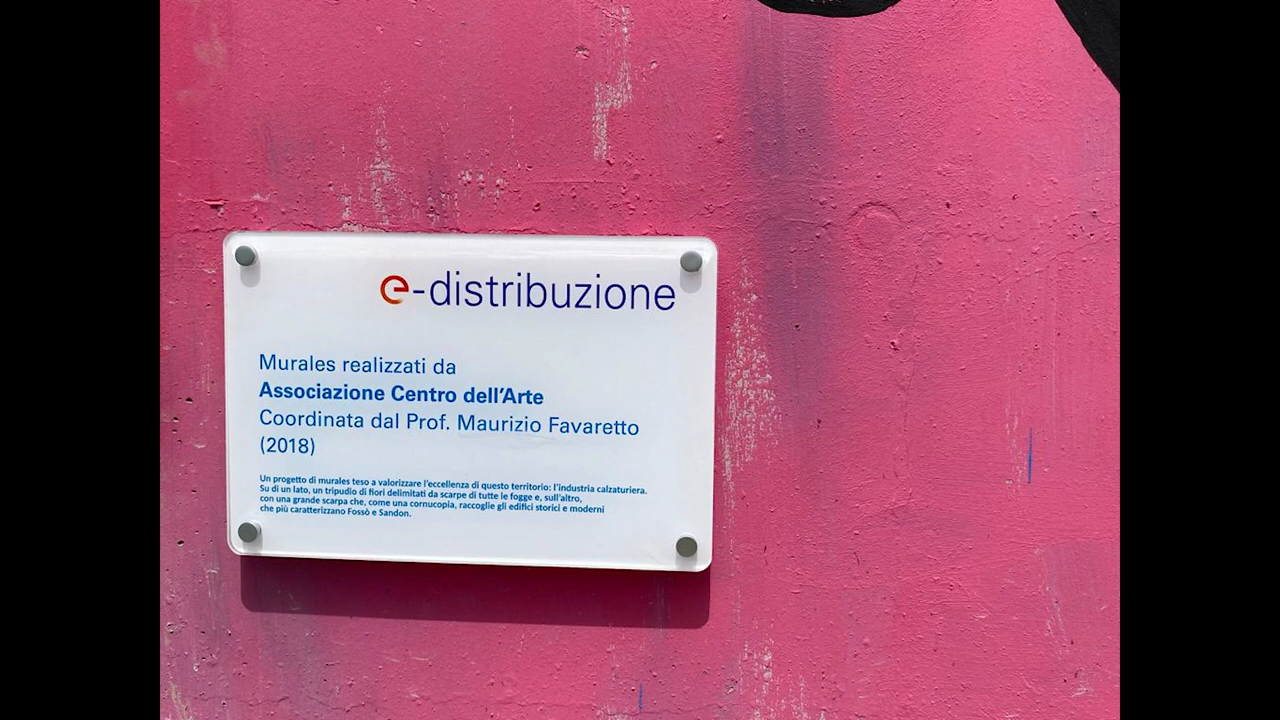 e-distribuzione
Murales realizzati da
Associazione Centro dell'Arte
Coordinata dal Prof. Maurizio Favaretto
(2018)
Un progetto di murales teso a valorizzare l'eccellenza di questo territorio: l'industria calzaturiera.
Su di un lato, un tripudio di fiori delimitati da scarpe di tutte le fogge e, sull'altro,
con una grande scarpa che, come una cornucopia, raccoglie gli edifici storici e moderni
che più caratterizzano Fossò e Sandon.